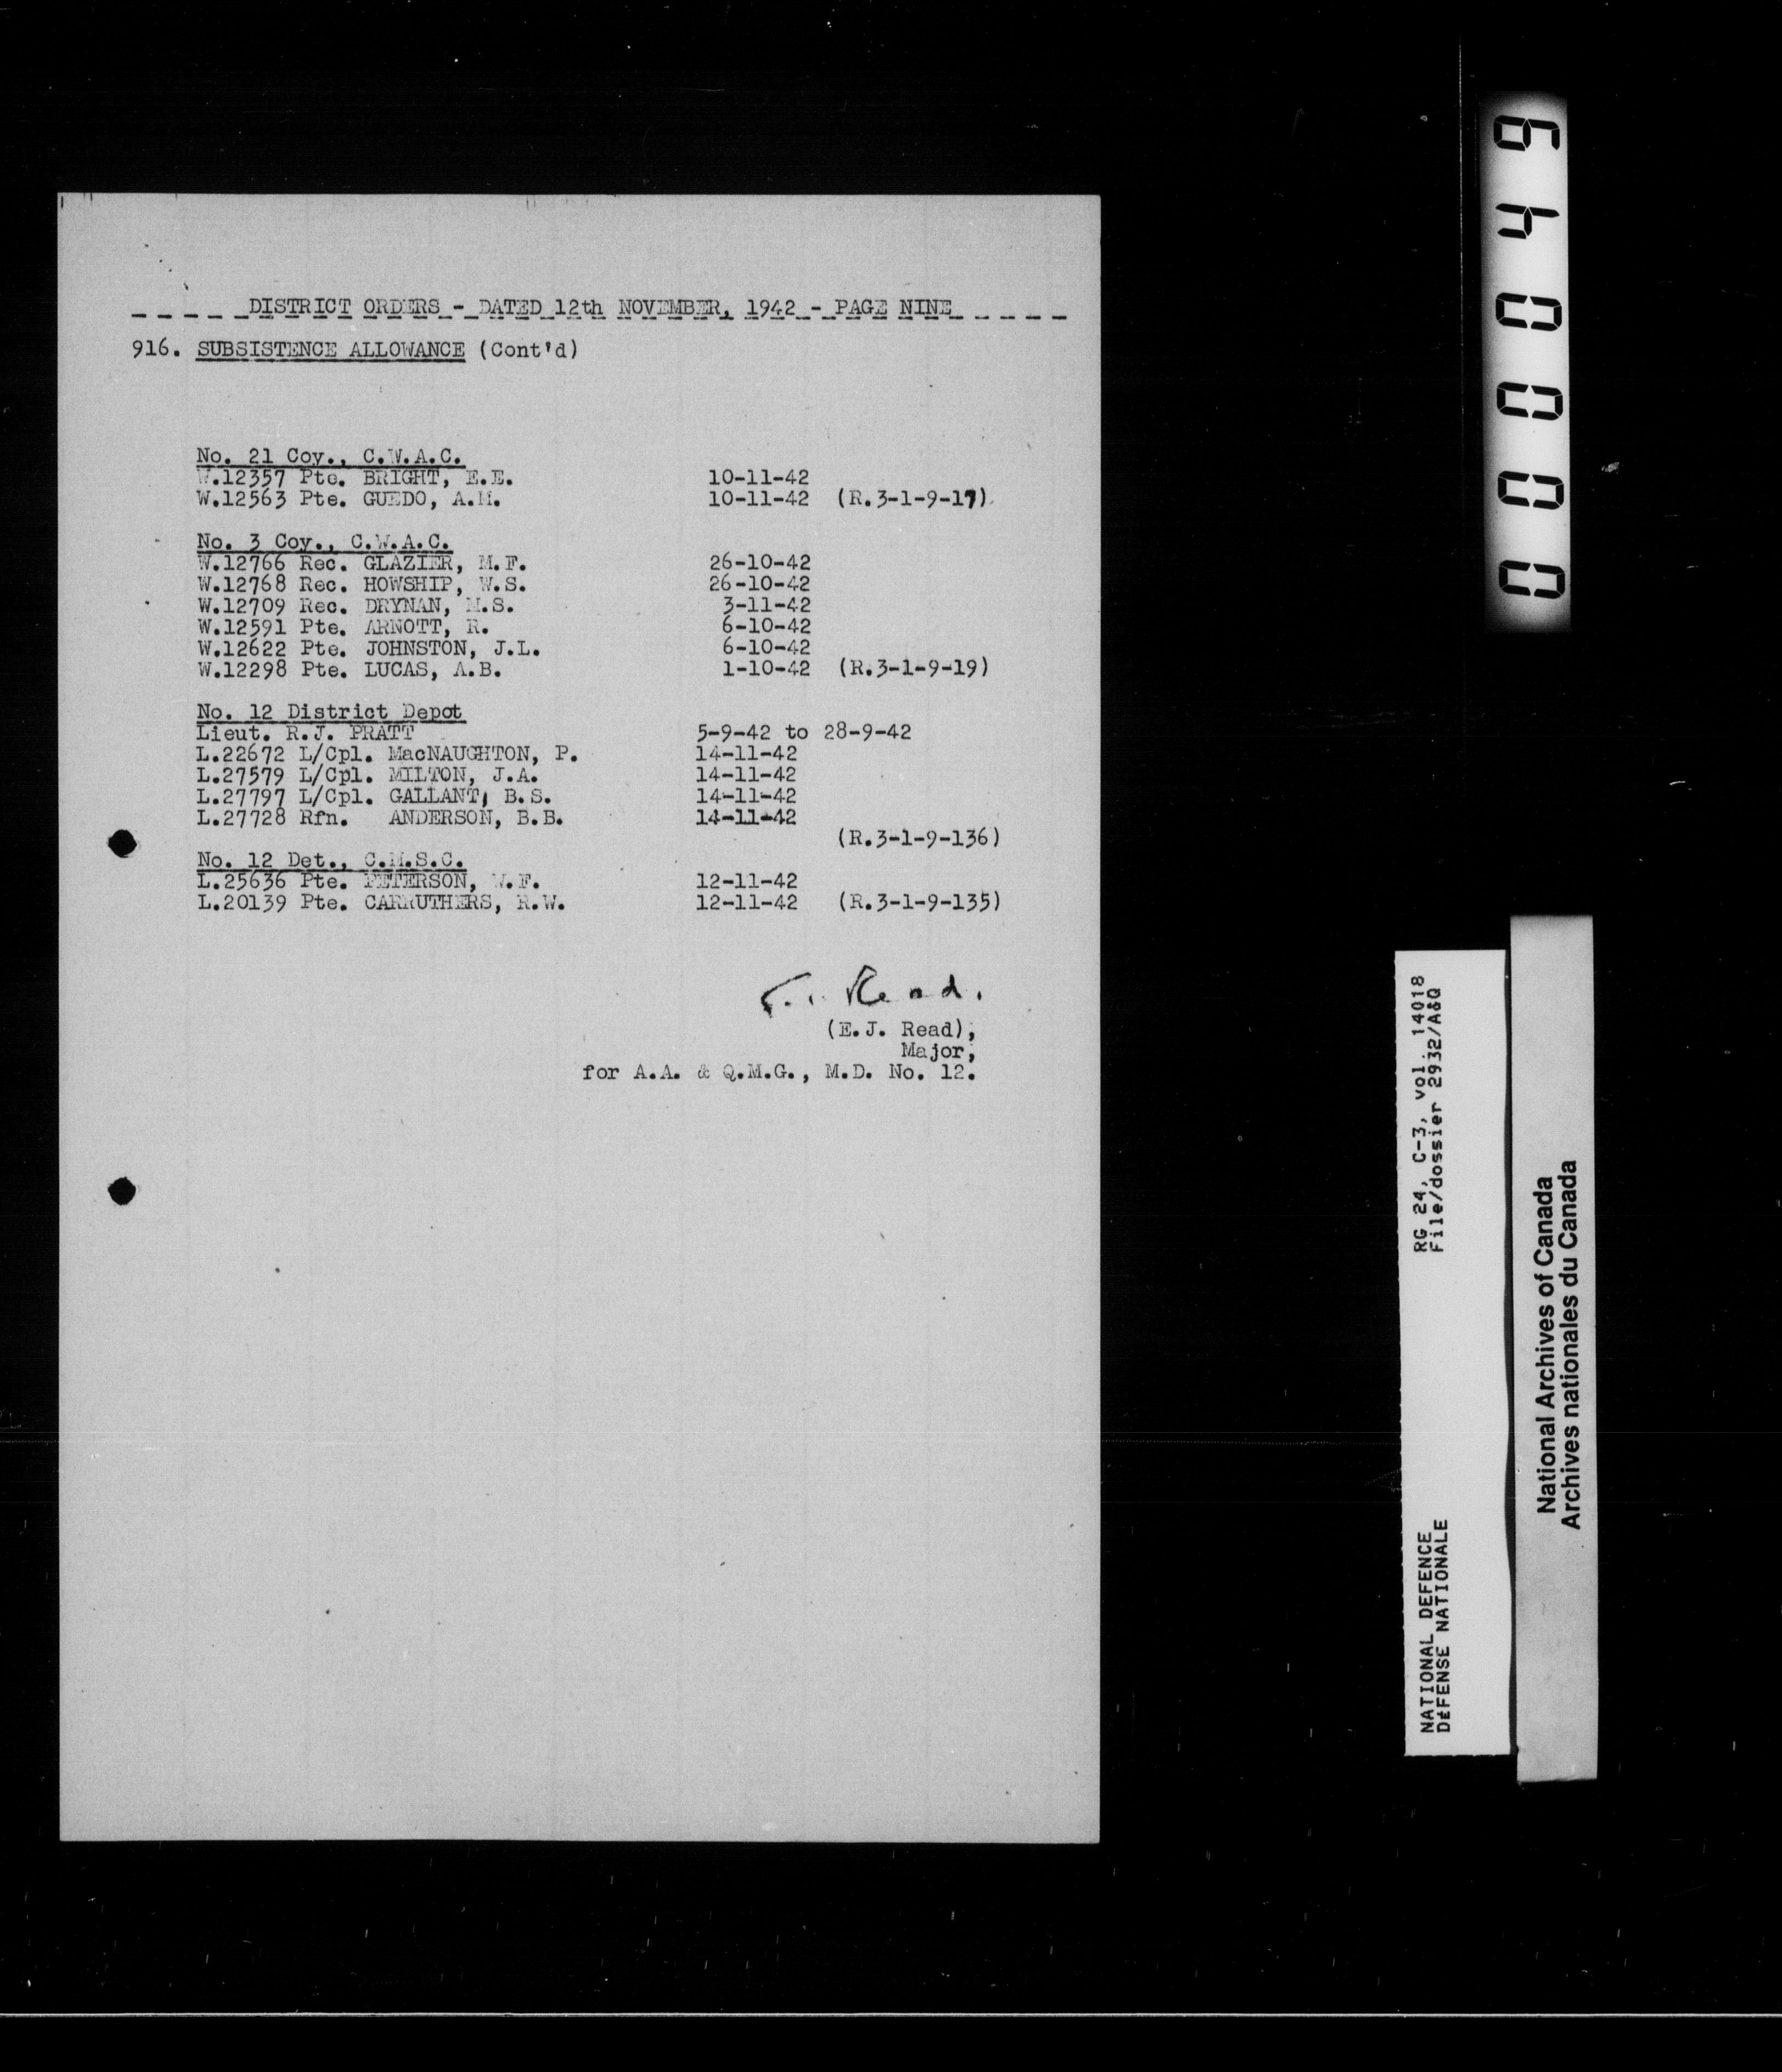 DISTRICT ORDERS - DATED 12th NOVEMBER, 1942 - PAGE NINE
916. SUBSISTENCE ALLOWANCE (Cont'd)
No. 21 Coy., C.W.A.C.
W.12357 Pte. BRIGHT, E.E. 10-11-42
W.12563 Pte. GUEDO, A.M. 10-11-42 (R.3-1-9-17)
No. 3 Coy., C.W.A.C.
W.12766 Rec. GLAZIER, M.F. 26-10-42
W.12768 Rec. HOWSHIP, W.S. 26-10-42
W.12709 Rec. DRYNAN, M.S. 3-11-42
W.12591 Pte. ARNOTT, R. 6-10-42
W.12622 Pte. JOHNSTON, J.L. 6-10-42
W.12298 Pte. LUCAS, A.B. 1-10-42 (R.3-1-9-19)
No. 12 District Depot
Lieut. R.J. PRATT 5-9-42 to 28-9-42
L.22672 L/Cpl. MacNAUGHTON, P. 14-11-42
L.27579 L/Cpl. MILTON, J.A. 14-11-42
L.27797 L/Cpl. GALLANT, B.S. 14-11-42
L.27728 Rfn. ANDERSON, B.B. 14-11-42
(R.3-1-9-136)
No. 12 Det., C.M.S.C.
L.25636 Pte. PETERSON, W.F. 12-11-42
L.20139 Pte. CARRUTHERS, R.W. 12-11-42 (R.3-1-9-135)
Read.
(E.J. Read),
Major,
for A.A. & Q.M.G., M.D. No. 12.
000049
RG 24, C-3, vol. 14018
File/dossier 2932/A&Q
NATIONAL DEFENCE
DÉFENSE NATIONALE
National Archives of Canada
Archives nationales du Canada